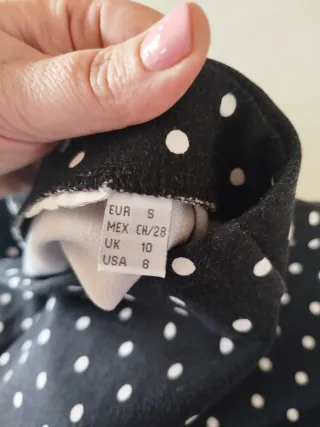 EUR S
MEX CH/28
UK 10
USA 8